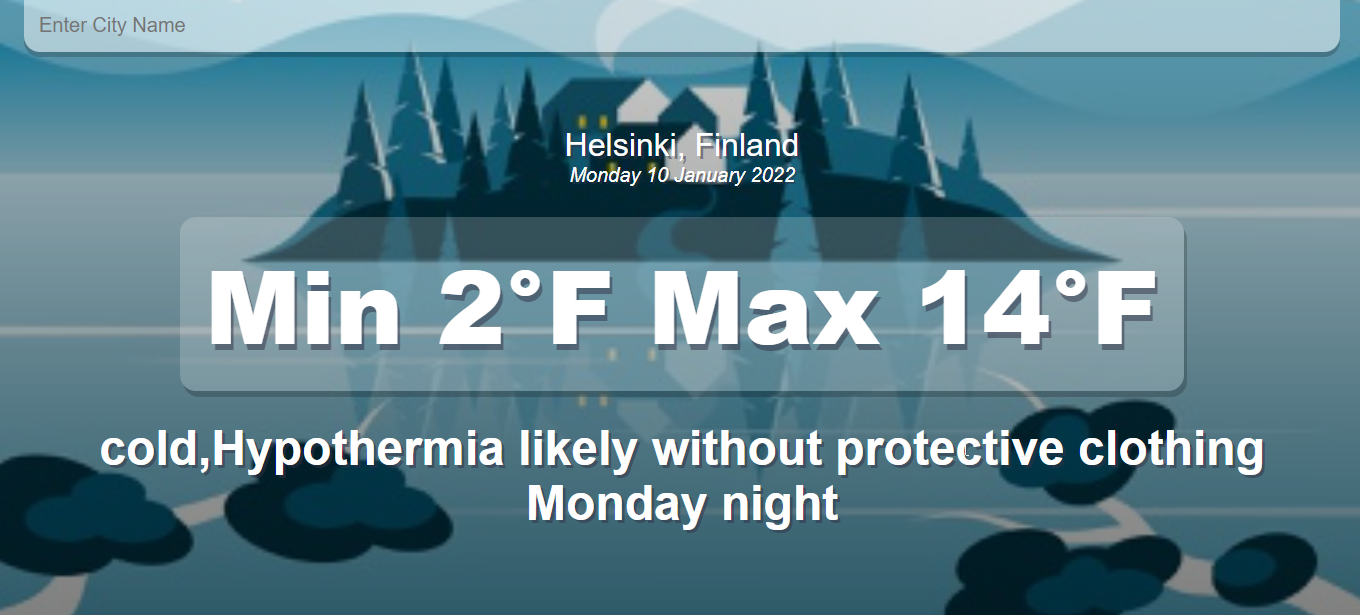 Enter City Name
Helsinki, Finland
Monday 10 January 2022
Min 2°F Max 14°F
cold,Hypothermia likely without protective clothing
Monday night